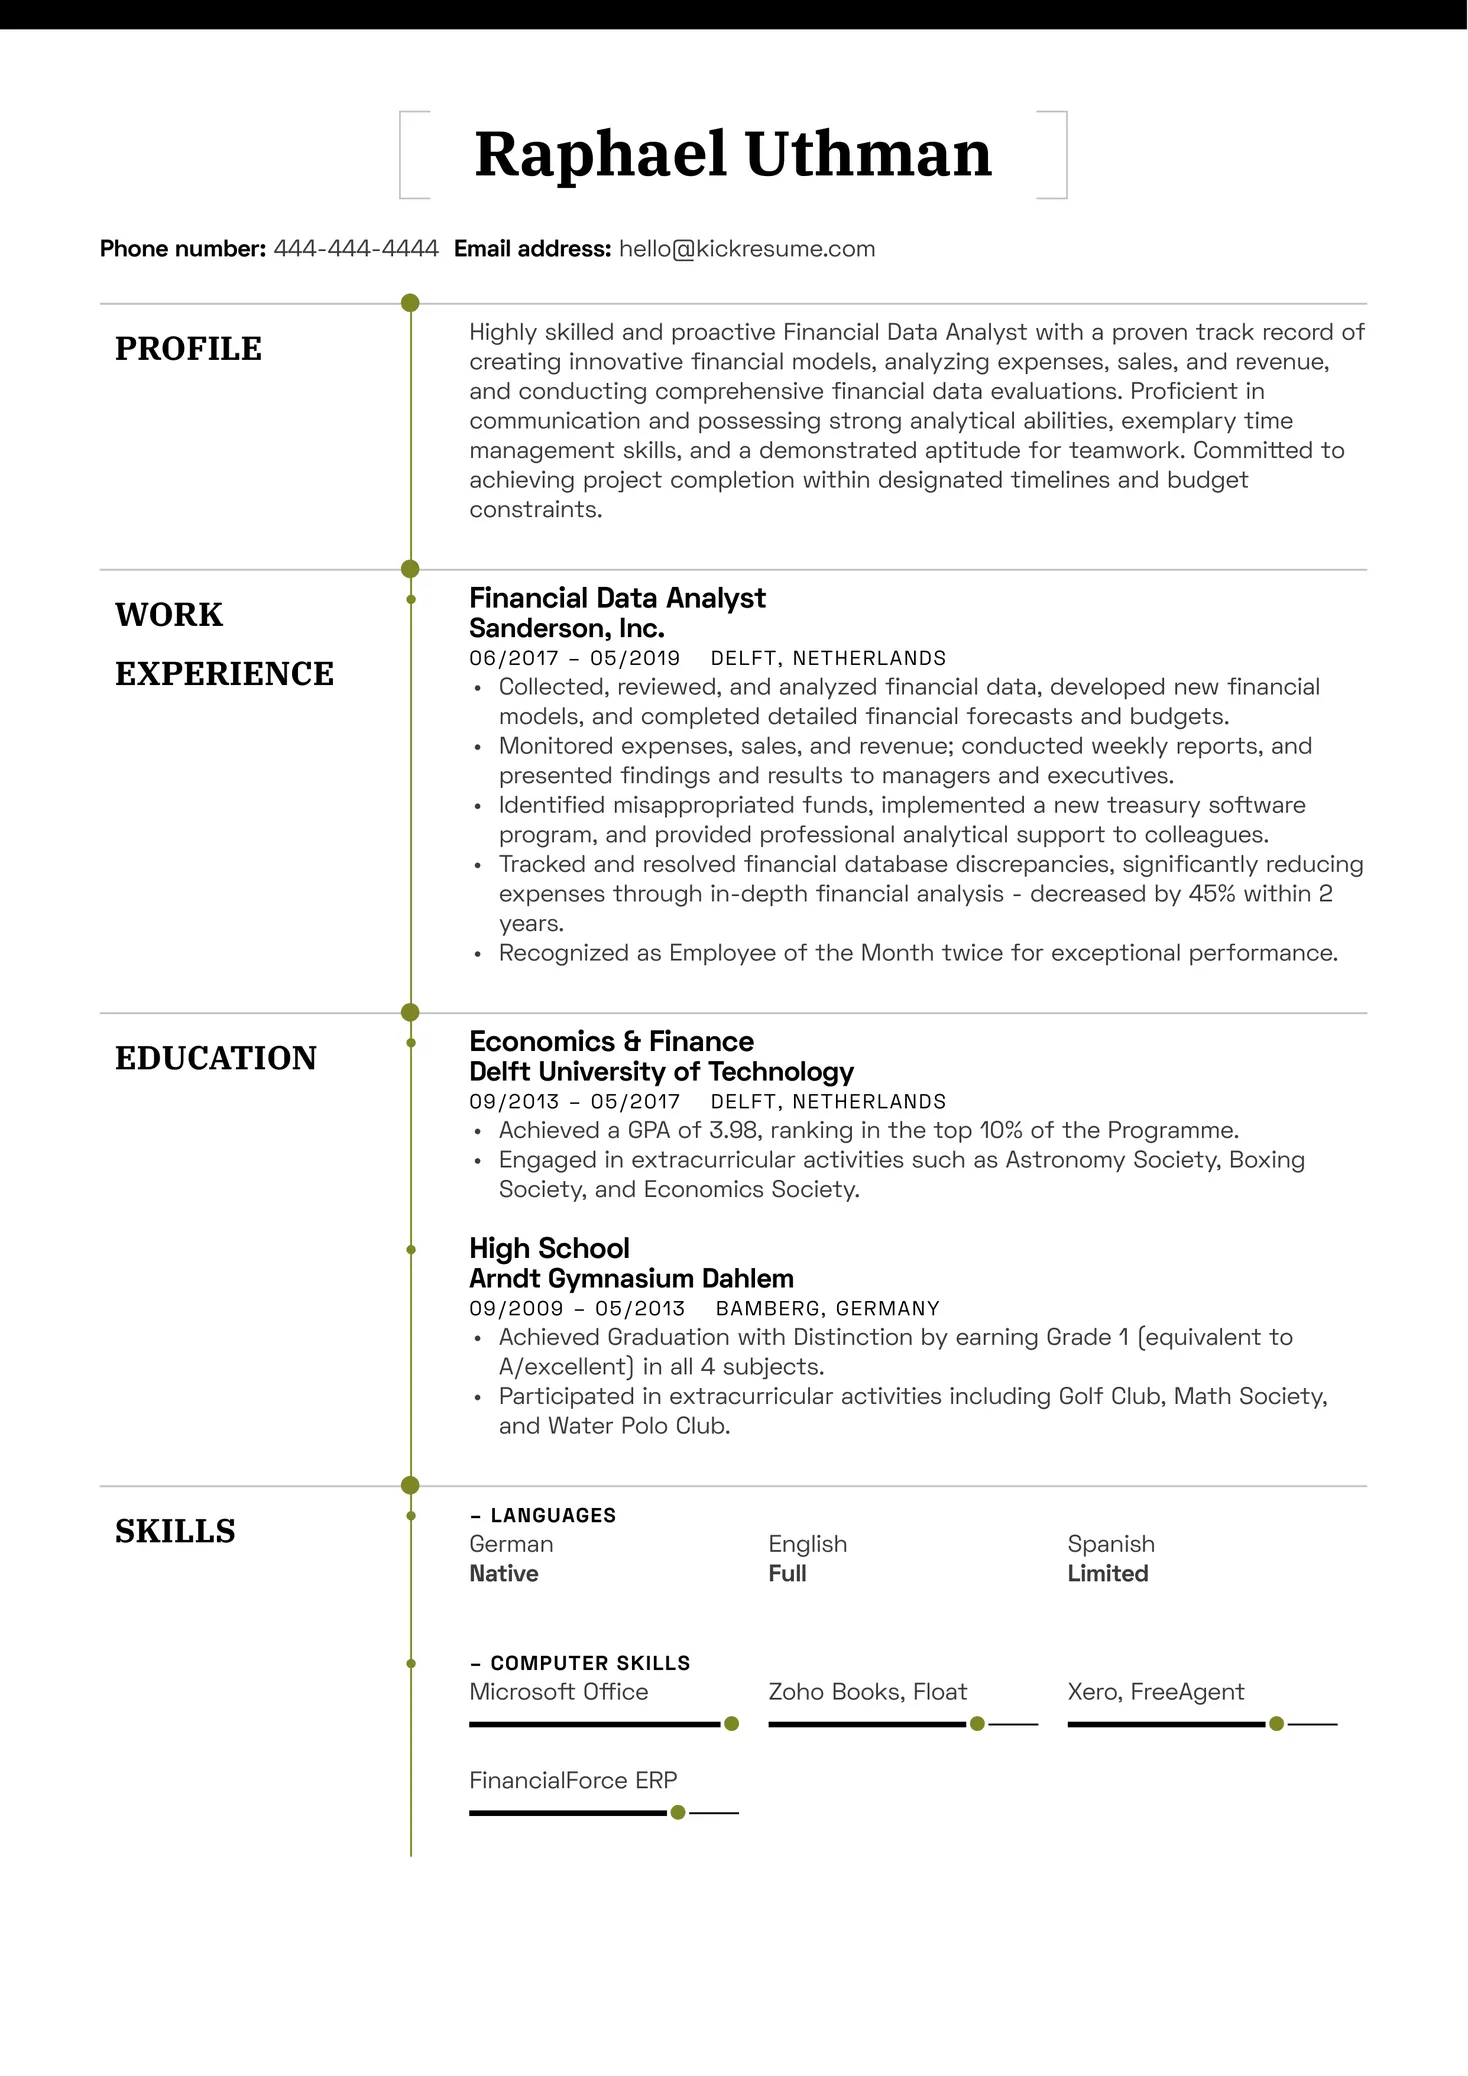 Raphael Uthman
Phone number: 444-444-4444 Email address: hello@kickresume.com
PROFILE
Highly skilled and proactive Financial Data Analyst with a proven track record of
creating innovative financial models, analyzing expenses, sales, and revenue,
and conducting comprehensive financial data evaluations. Proficient in
communication and possessing strong analytical abilities, exemplary time
management skills, and a demonstrated aptitude for teamwork. Committed to
achieving project completion within designated timelines and budget
constraints.
WORK
EXPERIENCE
Financial Data Analyst
Sanderson, Inc.
06/2017 – 05/2019 DELFT, NETHERLANDS
• Collected, reviewed, and analyzed financial data, developed new financial
models, and completed detailed financial forecasts and budgets.
• Monitored expenses, sales, and revenue; conducted weekly reports, and
presented findings and results to managers and executives.
• Identified misappropriated funds, implemented a new treasury software
program, and provided professional analytical support to colleagues.
• Tracked and resolved financial database discrepancies, significantly reducing
expenses through in-depth financial analysis - decreased by 45% within 2
years.
• Recognized as Employee of the Month twice for exceptional performance.
EDUCATION
Economics & Finance
Delft University of Technology
09/2013 – 05/2017 DELFT, NETHERLANDS
• Achieved a GPA of 3.98, ranking in the top 10% of the Programme.
• Engaged in extracurricular activities such as Astronomy Society, Boxing
Society, and Economics Society.
High School
Arndt Gymnasium Dahlem
09/2009 – 05/2013 BAMBERG, GERMANY
• Achieved Graduation with Distinction by earning Grade 1 (equivalent to
A/excellent) in all 4 subjects.
• Participated in extracurricular activities including Golf Club, Math Society,
and Water Polo Club.
SKILLS
– LANGUAGES
German English Spanish
Native Full Limited
– COMPUTER SKILLS
Microsoft Office Zoho Books, Float Xero, FreeAgent
FinancialForce ERP